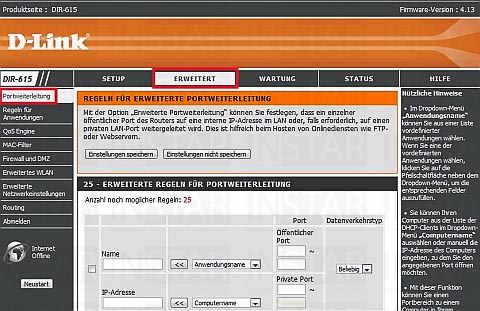 Produktseite : DIR-615
Firmware-Version : 4.13
D-Link
DIR-615
SETUP
ERWEITERT
WARTUNG
STATUS
HILFE
Portweiterleitung
Regeln für
Anwendungen
QoS Engine
MAC-Filter
Firewall und DMZ
Erweitertes WLAN
Erweiterte
Netzwerkeinstellungen
Routing
Abmelden
Internet
Offline
Neustart
REGELN FÜR ERWEITERTE PORTWEITERLEITUNG
Mit der Option „Erweiterte Portweiterleitung" können Sie festlegen, dass ein einzelner
öffentlicher Port des Routers auf eine interne IP-Adresse im LAN oder, falls erforderlich, auf einen
privaten LAN-Port weitergeleitet wird. Dies ist hilfreich beim Hosten von Onlinediensten wie FTP-
oder Webservern.
Einstellungen speichern
Einstellungen nicht speichern
25 - ERWEITERTE REGELN FÜR PORTWEITERLEITUNG
Anzahl noch möglicher Regeln: 25
Port
Datenverkehrstyp
Name
<<
Anwendungsname
Öffentlicher
Port
~
Beliebig
IP-Adresse
<<
Computername
Private Port
~
Nützliche Hinweise
• Im Dropdown-Menü
„Anwendungsname"
können Sie aus einer Liste
vordefinierter
Anwendungen wählen.
Wenn Sie eine der
vordefinierten
Anwendungen wählen,
klicken Sie auf die
Pfeilschaltfläche neben dem
Dropdown-Menü, um die
entsprechenden Felder
auszufüllen.
• Sie können Ihren
Computer aus der Liste der
DHCP-Clients im Dropdown-
Menü „Computername"
auswählen oder manuell die
IP-Adresse des Computers
eingeben, zu dem Sie den
angegebenen Port öffnen
möchten.
• Mit dieser Funktion
können Sie einen
Portbereich zu einem
Computer in Ihrem